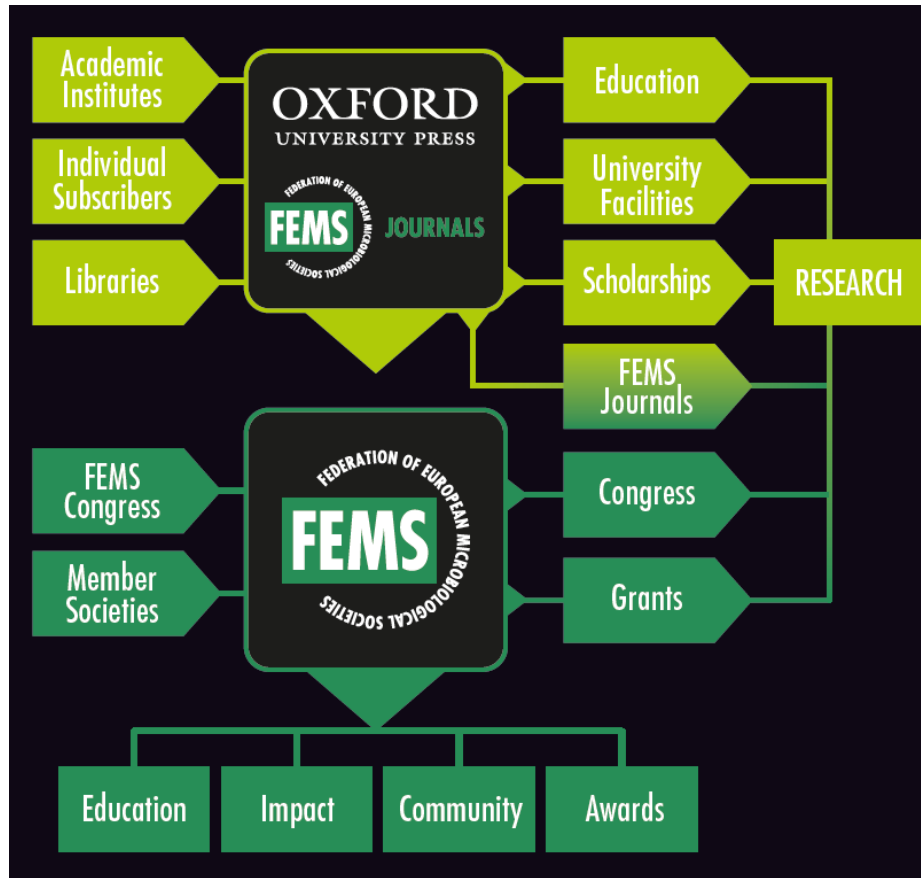 Academic
Institutes
Individual
Subscribers
Libraries
OXFORD
UNIVERSITY PRESS
FEDERATION OF EUROPEAN MICROBIOLOGICAL SOCIETIES
FEMS
JOURNALS
Education
University
Facilities
Scholarships
FEMS
Journals
RESEARCH
FEMS
Congress
Member
Societies
FEDERATION OF EUROPEAN MICROBIOLOGICAL SOCIETIES
FEMS
Congress
Grants
Education
Impact
Community
Awards